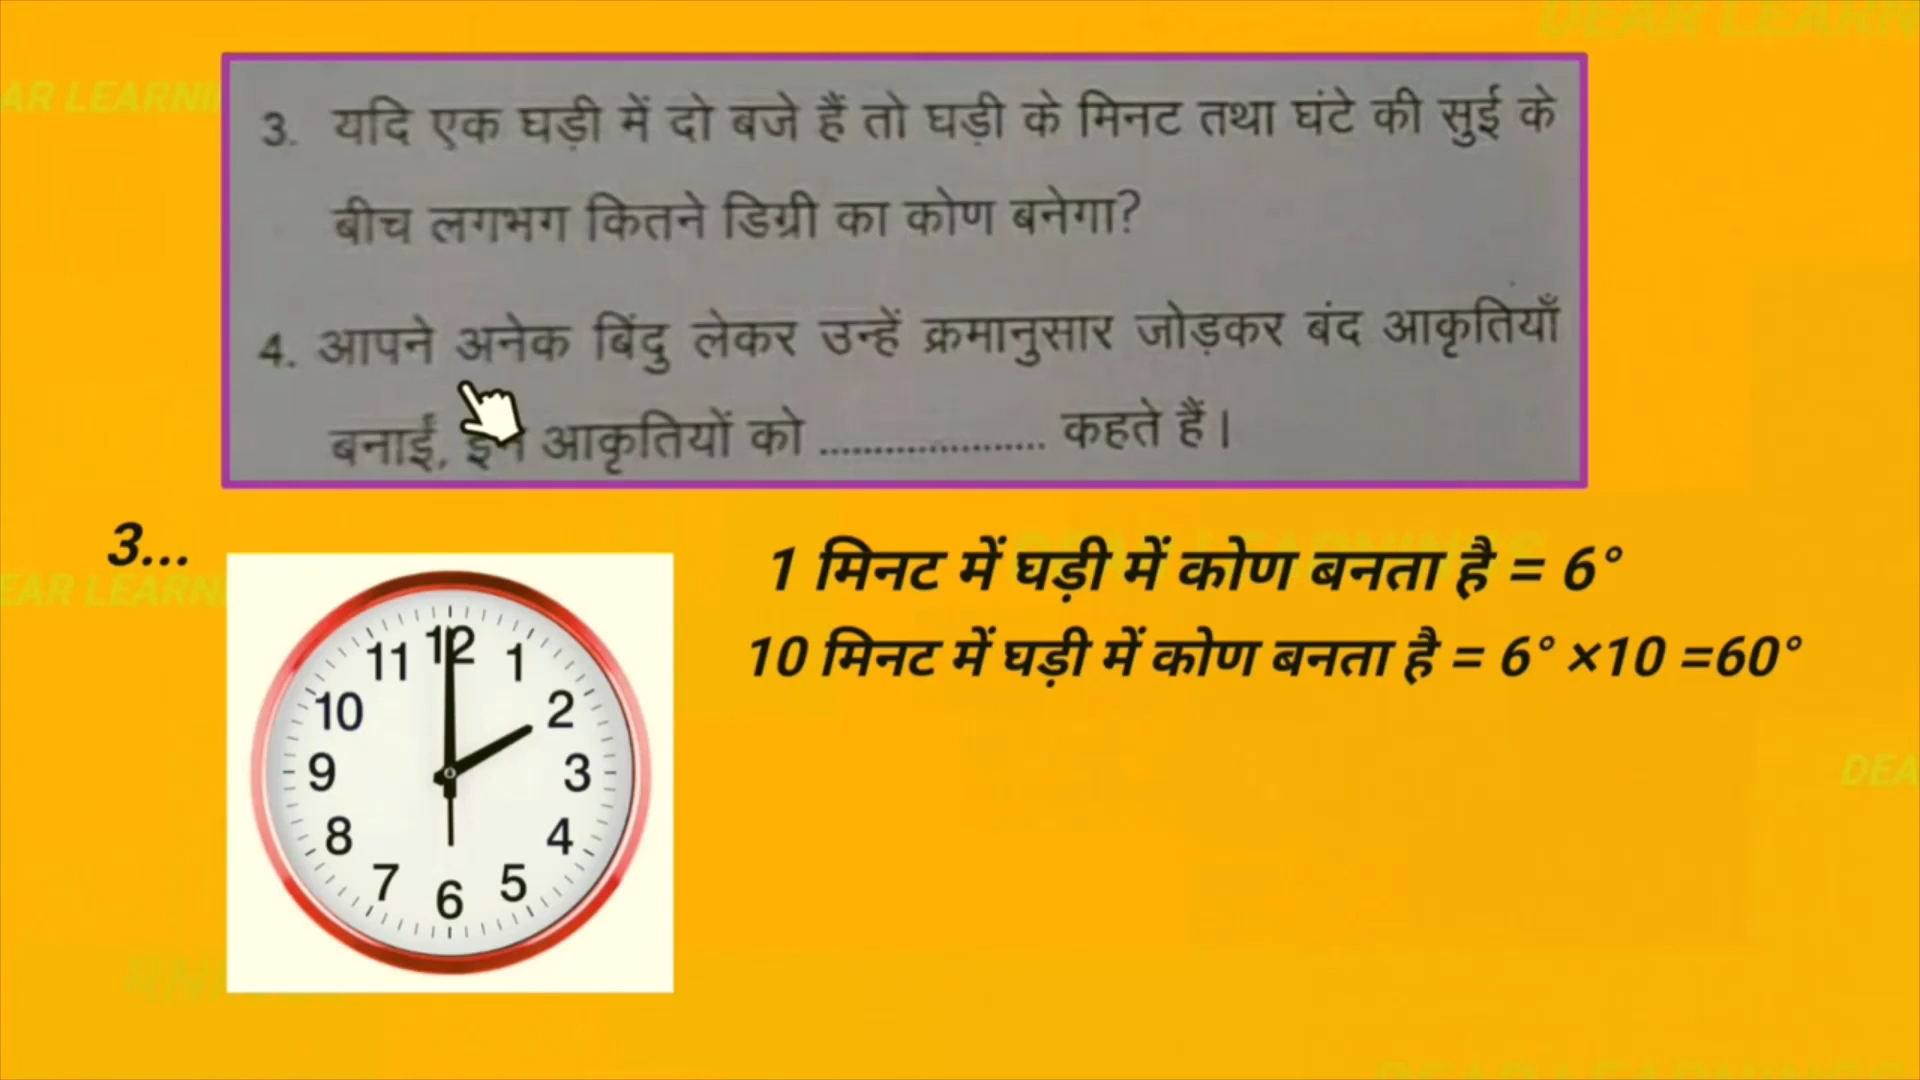 3. यदि एक घड़ी में दो बजे हैं तो घड़ी के मिनट तथा घंटे की सुई के
बीच लगभग कितने डिग्री का कोण बनेगा?
4. आपने अनेक बिंदु लेकर उन्हें क्रमानुसार जोड़कर बंद आकृतियाँ
बनाईं, इन आकृतियों को .................... कहते हैं।
3...
1 मिनट में घड़ी में कोण बनता है = 6°
10 मिनट में घड़ी में कोण बनता है = 6° ×10 =60°
12
11
1
10
2
9
3
8
4
7
5
6